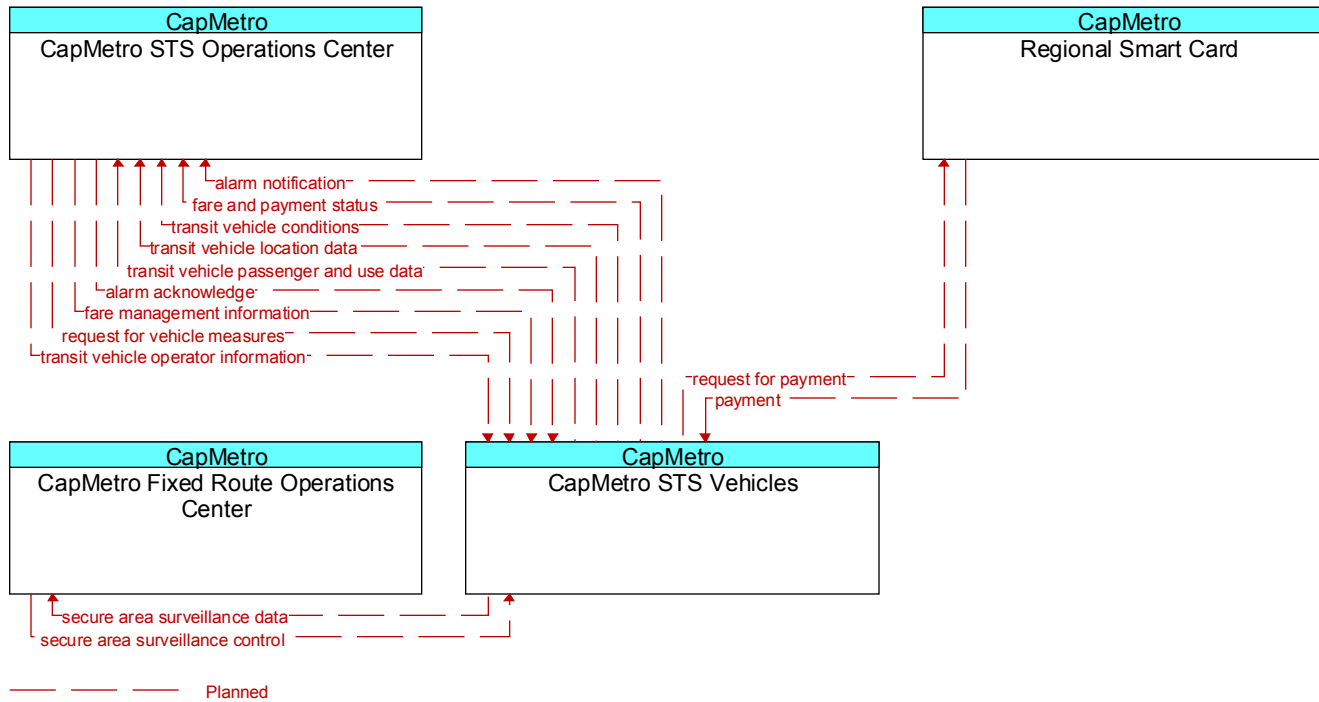 CapMetro
CapMetro STS Operations Center
CapMetro
Regional Smart Card
alarm notification
fare and payment status
transit vehicle conditions
transit vehicle location data
transit vehicle passenger and use data
alarm acknowledge
fare management information
request for vehicle measures
transit vehicle operator information
request for payment
payment
CapMetro
CapMetro Fixed Route Operations
Center
CapMetro
CapMetro STS Vehicles
secure area surveillance data
secure area surveillance control
Planned